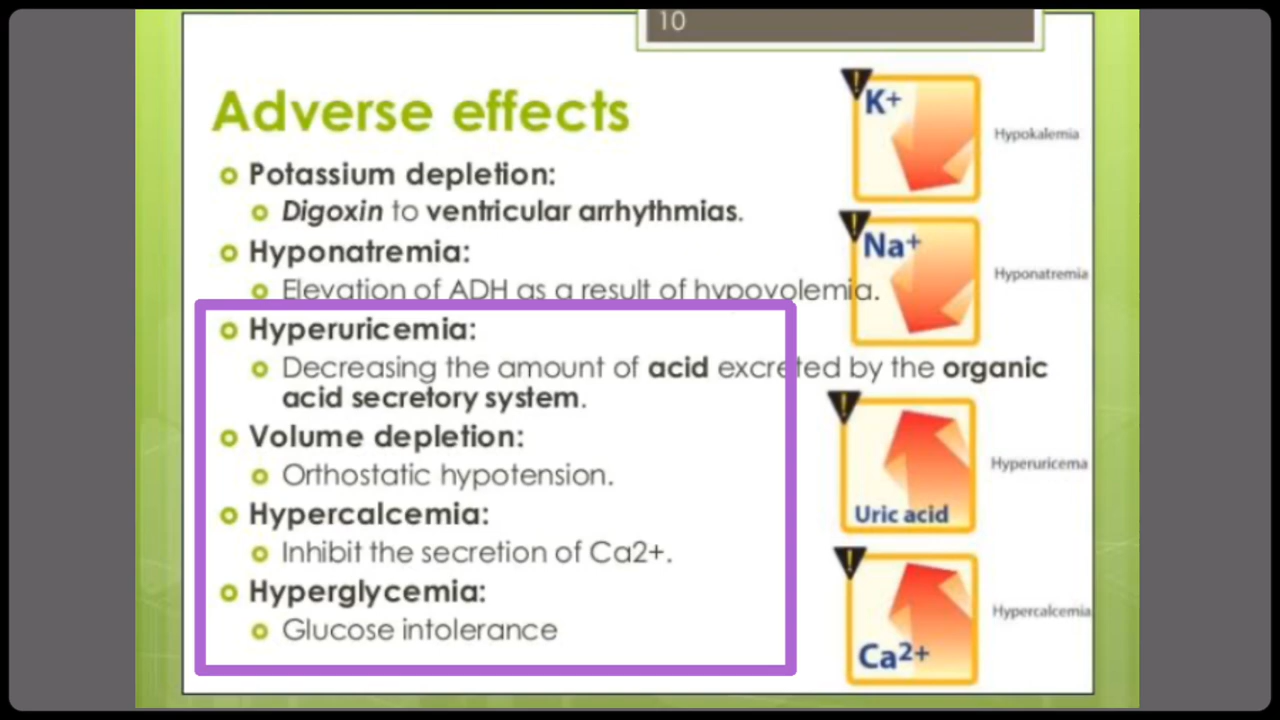 10
Adverse effects
Potassium depletion:
Digoxin to ventricular arrhythmias.
Hyponatremia:
Elevation of ADH as a result of hypovolemia.
Hyperuricemia:
Decreasing the amount of acid excreted by the organic
acid secretory system.
Volume depletion:
Orthostatic hypotension.
Hypercalcemia:
Inhibit the secretion of Ca2+.
Hyperglycemia:
Glucose intolerance
!
K+
Hypokalemia
!
Na+
Hyponatremia
!
Uric acid
Hyperuricema
!
Ca2+
Hypercalcemia